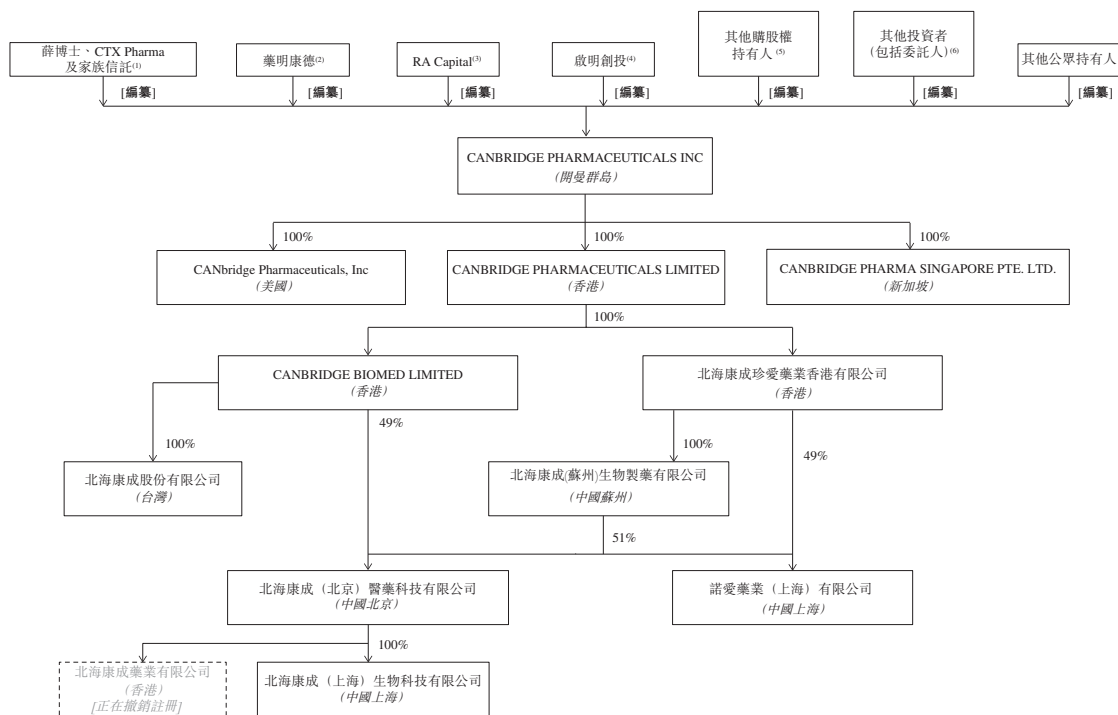 薛博士、CTX Pharma
及家族信託(1)
藥明康德(2)
RA Capital(3)
啟明創投(4)
其他購股權
持有人(5)
其他投資者
(包括委託人)(6)
其他公眾持有人
[編纂]
[編纂]
[編纂]
[編纂]
[編纂]
[編纂]
[編纂]
CANBRIDGE PHARMACEUTICALS INC
(開曼群島)
100%
100%
100%
CANbridge Pharmaceuticals, Inc
(美國)
CANBRIDGE PHARMACEUTICALS LIMITED
(香港)
CANBRIDGE PHARMA SINGAPORE PTE. LTD.
(新加坡)
100%
CANBRIDGE BIOMED LIMITED
(香港)
北海康成珍愛藥業香港有限公司
(香港)
49%
100%
100%
49%
北海康成股份有限公司
(台灣)
北海康成(蘇州)生物製藥有限公司
(中國蘇州)
51%
北海康成（北京）醫藥科技有限公司
(中國北京)
諾愛藥業（上海）有限公司
(中國上海)
100%
北海康成藥業有限公司
(香港)
[正在撤銷註冊]
北海康成（上海）生物科技有限公司
(中國上海)